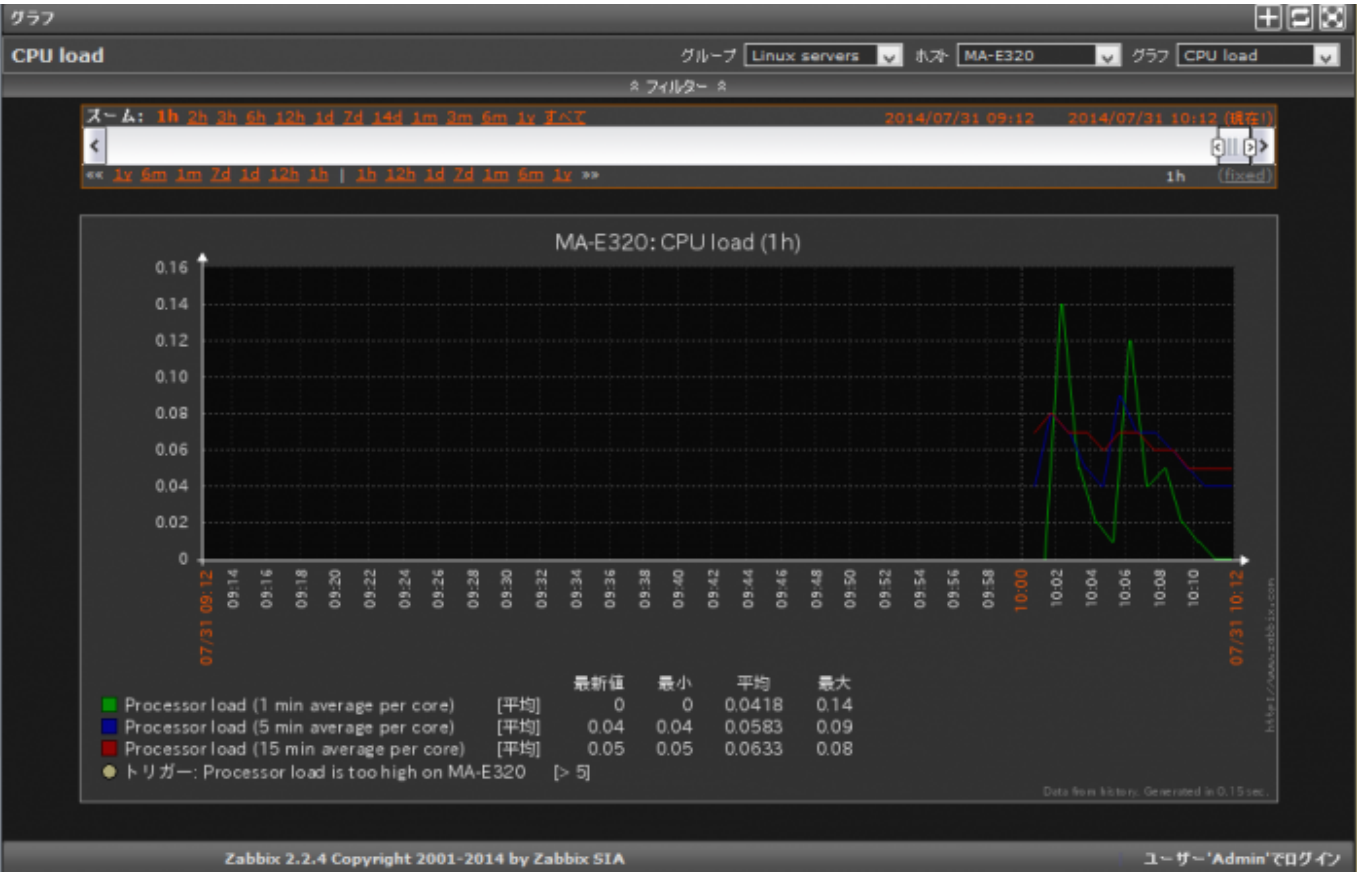 グラフ
CPU load グループ Linux servers ホスト MA-E320 グラフ CPU load
フィルター
ズーム: 1h 2h 3h 6h 12h 1d 7d 14d 1m 3m 6m 1y すべて 2014/07/31 09:12 2014/07/31 10:12 (現在!)
«« 1y 6m 1m 7d 1d 12h 1h | 1h 12h 1d 7d 1m 6m 1y »» 1h (fixed)
MA-E320: CPU load (1h)
0.16
0.14
0.12
0.10
0.08
0.06
0.04
0.02
0
07/31 09:12 09:14 09:16 09:18 09:20 09:22 09:24 09:26 09:28 09:30 09:32 09:34 09:36 09:38 09:40 09:42 09:44 09:46 09:48 09:50 09:52 09:54 09:56 09:58 10:00 10:02 10:04 10:06 10:08 10:10 07/31 10:12
http://www.zabbix.com
最新値 最小 平均 最大
Processor load (1 min average per core) [平均] 0 0 0.0418 0.14
Processor load (5 min average per core) [平均] 0.04 0.04 0.0583 0.09
Processor load (15 min average per core) [平均] 0.05 0.05 0.0633 0.08
トリガー: Processor load is too high on MA-E320 [> 5]
Data from history. Generated in 0.15 sec.
Zabbix 2.2.4 Copyright 2001-2014 by Zabbix SIA ユーザー'Admin'でログイン